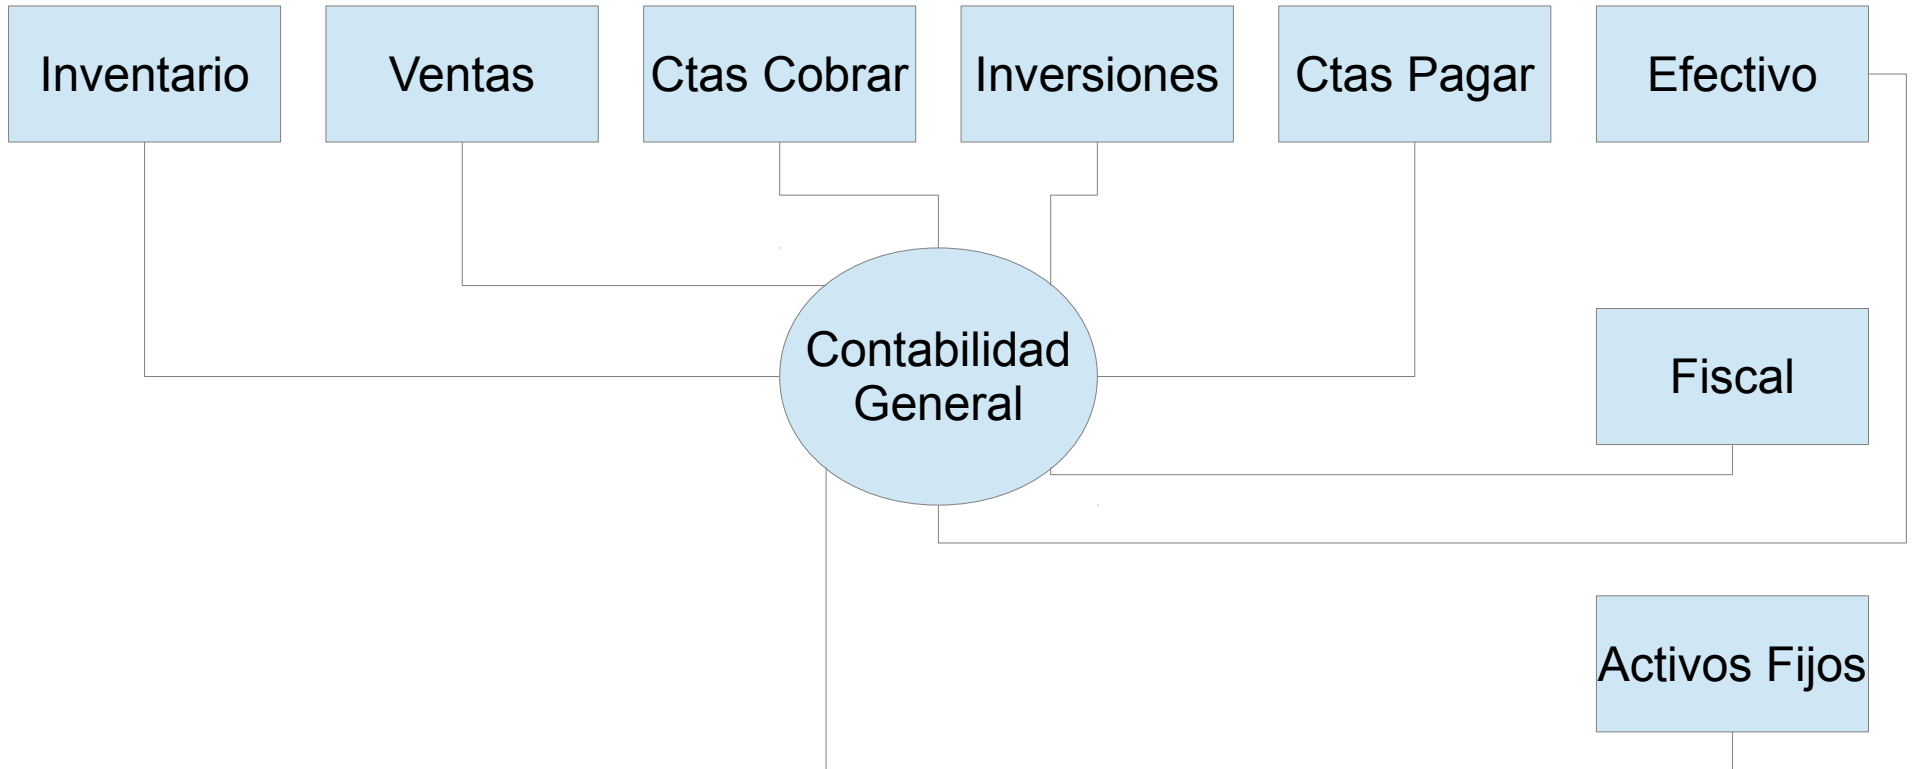 Inventario
Ventas
Ctas Cobrar
Inversiones
Ctas Pagar
Efectivo
Contabilidad
General
Fiscal
Activos Fijos